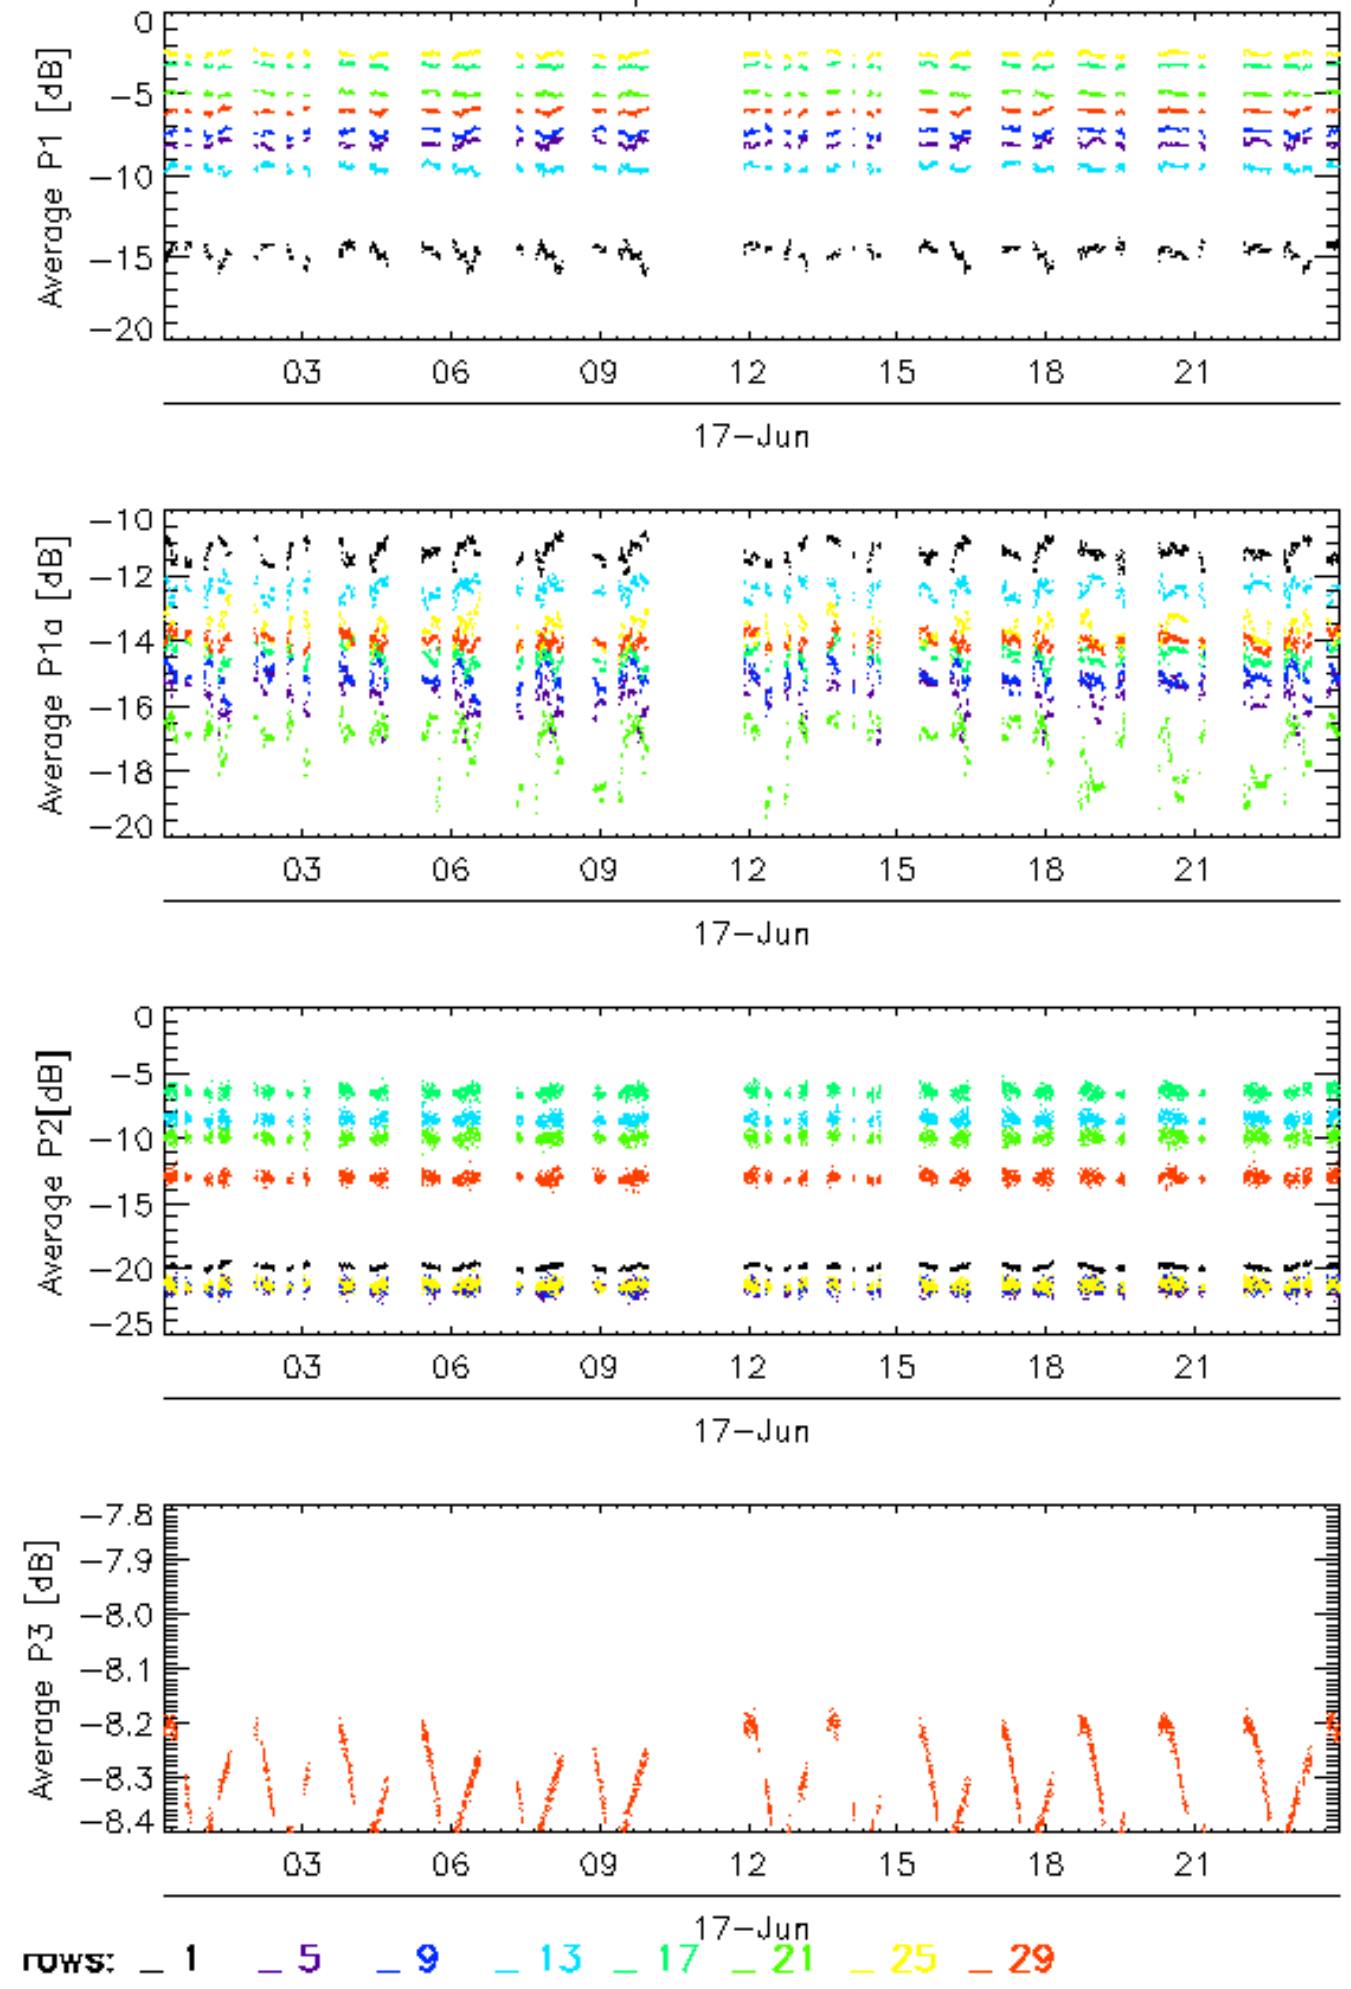 0
−5
−10
−15
−20
Average P1 [dB]
03 06 09 12 15 18 21
17−Jun
−10
−12
−14
−16
−18
−20
Average P1a [dB]
03 06 09 12 15 18 21
17−Jun
0
−5
−10
−15
−20
−25
Average P2[dB]
03 06 09 12 15 18 21
17−Jun
−7.8
−7.9
−8.0
−8.1
−8.2
−8.3
−8.4
Average P3 [dB]
03 06 09 12 15 18 21
17−Jun
rows: _ 1 _ 5 _ 9 _ 13 _ 17 _ 21 _ 25 _ 29